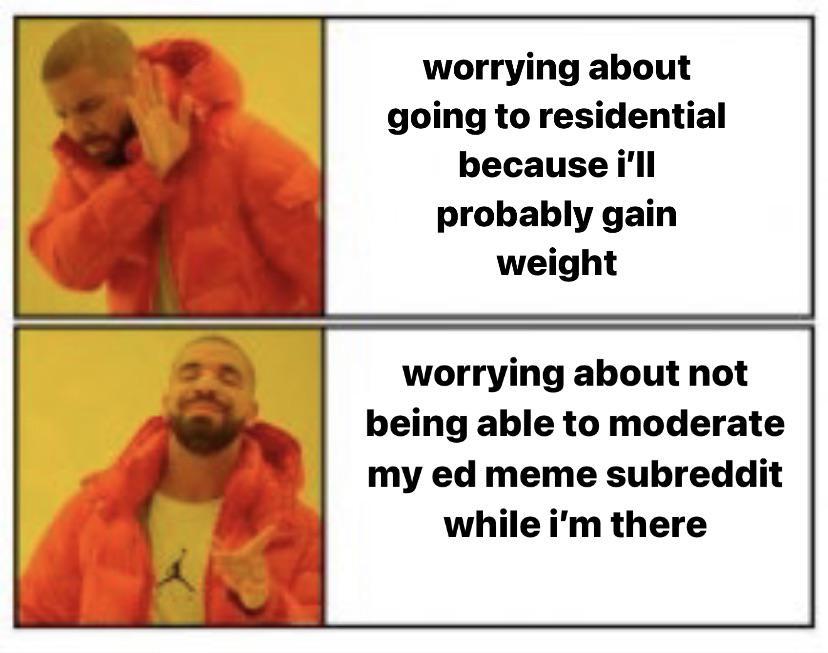 worrying about
going to residential
because i’ll
probably gain
weight
worrying about not
being able to moderate
my ed meme subreddit
while i’m there